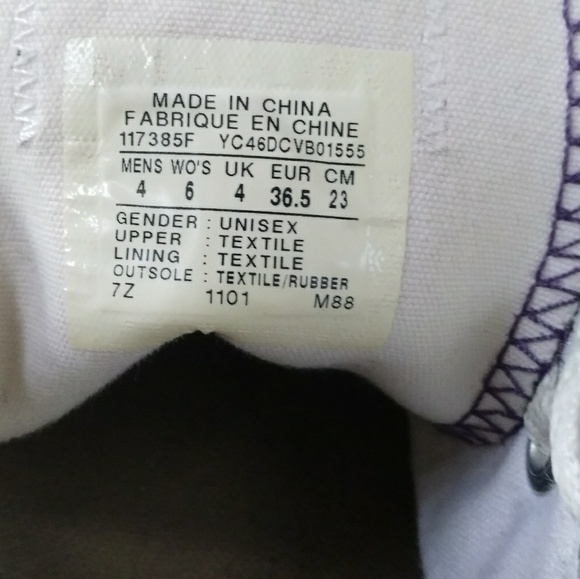 MADE IN CHINA
FABRIQUE EN CHINE
117385F YC46DCVB01555
MENS WO'S UK EUR CM
4 6 4 36.5 23
GENDER : UNISEX
UPPER : TEXTILE
LINING : TEXTILE
OUTSOLE : TEXTILE/RUBBER
7Z 1101 M88